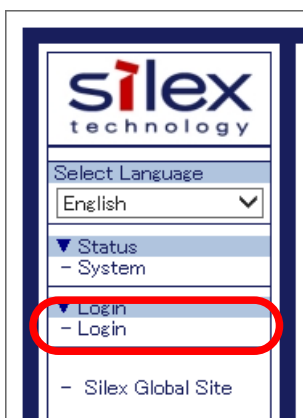 silex
technology
Select Language
English
▼ Status
- System
▼ Login
- Login
- Silex Global Site